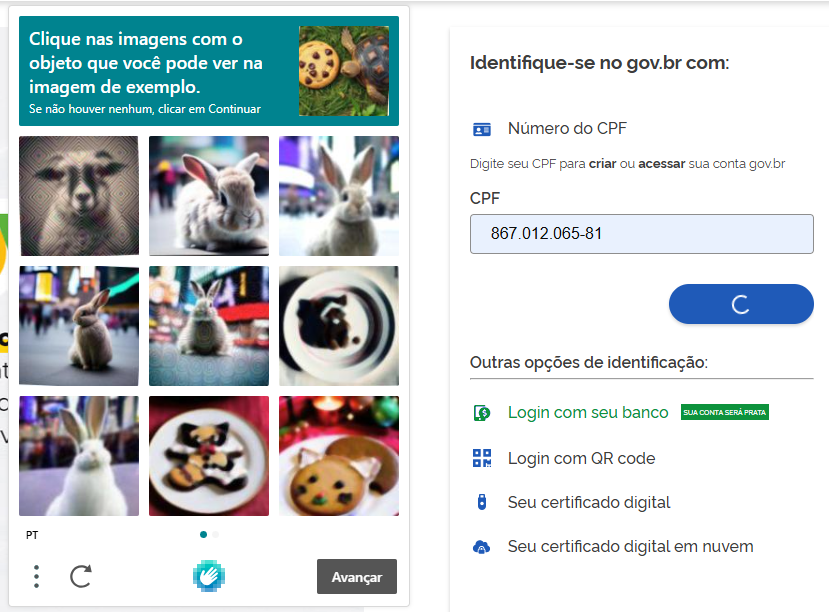 Clique nas imagens com o
objeto que você pode ver na
imagem de exemplo.
Se não houver nenhum, clicar em Continuar
PT
Avançar
Identifique-se no gov.br com:
Número do CPF
Digite seu CPF para criar ou acessar sua conta gov.br
CPF
867.012.065-81
Outras opções de identificação:
Login com seu banco
SUA CONTA SERÁ PRATA
Login com QR code
Seu certificado digital
Seu certificado digital em nuvem